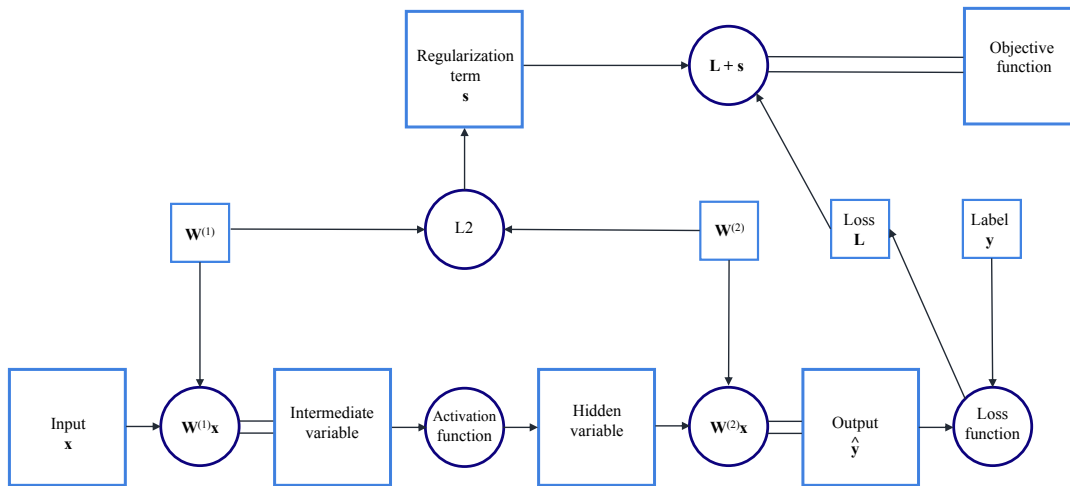 Regularization
term
s
L + s
Objective
function
W⁽¹⁾
L2
W⁽²⁾
Loss
L
Label
y
Input
x
W⁽¹⁾x
Intermediate
variable
Activation
function
Hidden
variable
W⁽²⁾x
Output
ŷ
Loss
function